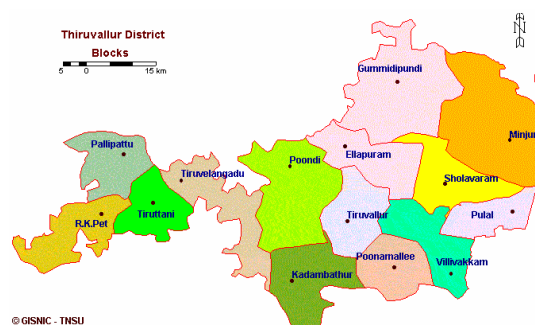 Thiruvallur District
Blocks
5 0 15 km
N
Gummidipundi
Minjur
Pallipattu
Ellapuram
Poondi
Tiruvelangadu
Sholavaram
R.K.Pet
Tiruttani
Tiruvallur
Pulal
Poonamallee
Villivakkam
Kadambathur
© GISNIC - TNSU